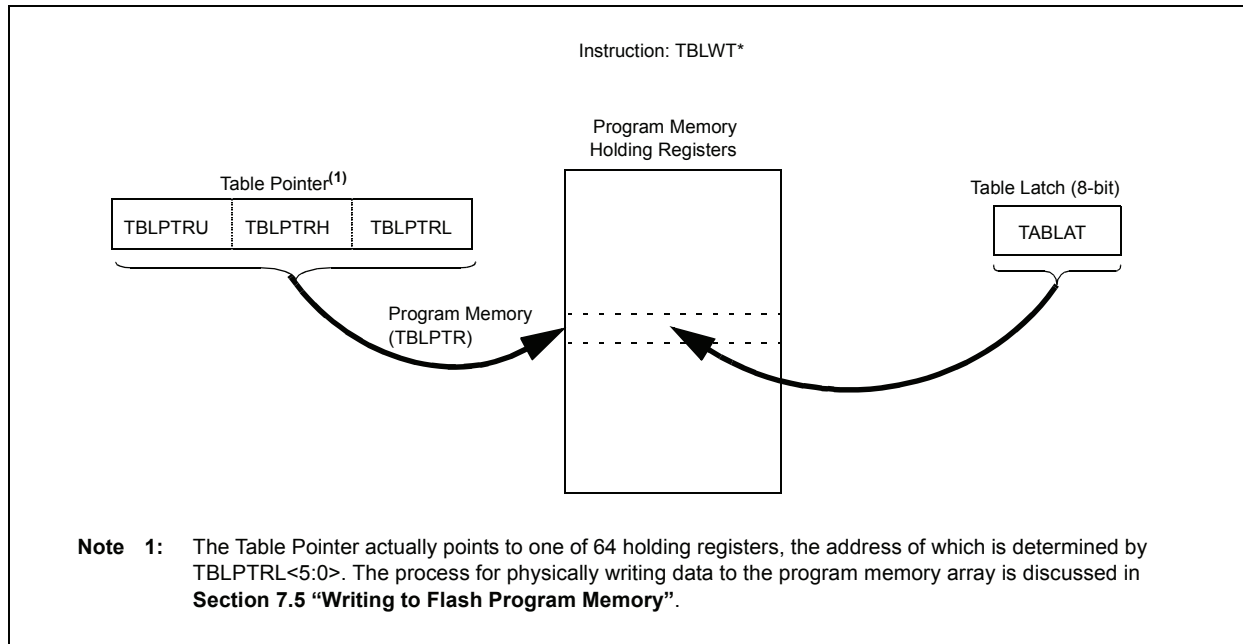 Instruction: TBLWT*
Program Memory
Holding Registers
Table Pointer(1)
Table Latch (8-bit)
TBLPTRU TBLPTRH TBLPTRL
TABLAT
Program Memory
(TBLPTR)
Note 1: The Table Pointer actually points to one of 64 holding registers, the address of which is determined by
TBLPTRL<5:0>. The process for physically writing data to the program memory array is discussed in
Section 7.5 “Writing to Flash Program Memory”.